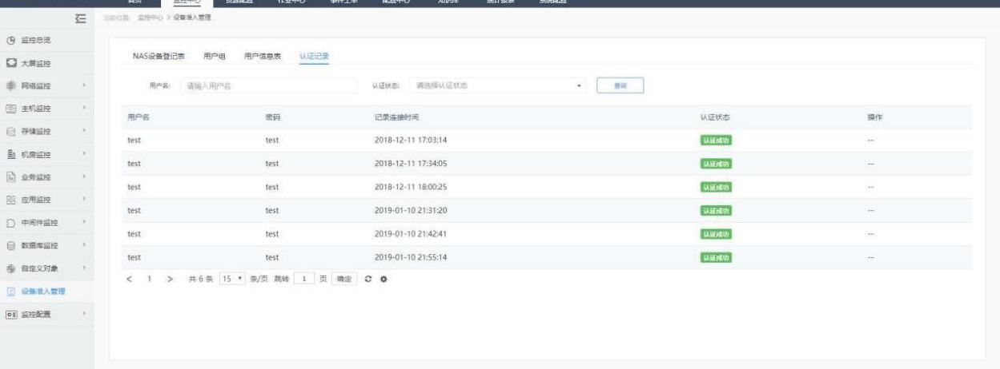 首页 监控中心 资源配置 作业中心 事件工单 配置中心 知识库 统计报表 系统配置
当前位置: 监控中心 > 设备准入管理
监控总览
大屏监控
网络监控
主机监控
存储监控
机房监控
业务监控
应用监控
中间件监控
数据库监控
自定义对象
设备准入管理
监控配置
NAS设备登记表 用户组 用户信息表 认证记录
用户名: 请输入用户名 认证状态: 请选择认证状态 查询
用户名 密码 记录连接时间 认证状态 操作
test test 2018-12-11 17:03:14 认证成功 --
test test 2018-12-11 17:34:05 认证成功 --
test test 2018-12-11 18:00:25 认证成功 --
test test 2019-01-10 21:31:20 认证成功 --
test test 2019-01-10 21:42:41 认证成功 --
test test 2019-01-10 21:55:14 认证成功 --
< 1 > 共 6 条 15 条/页 跳转 1 页 确定